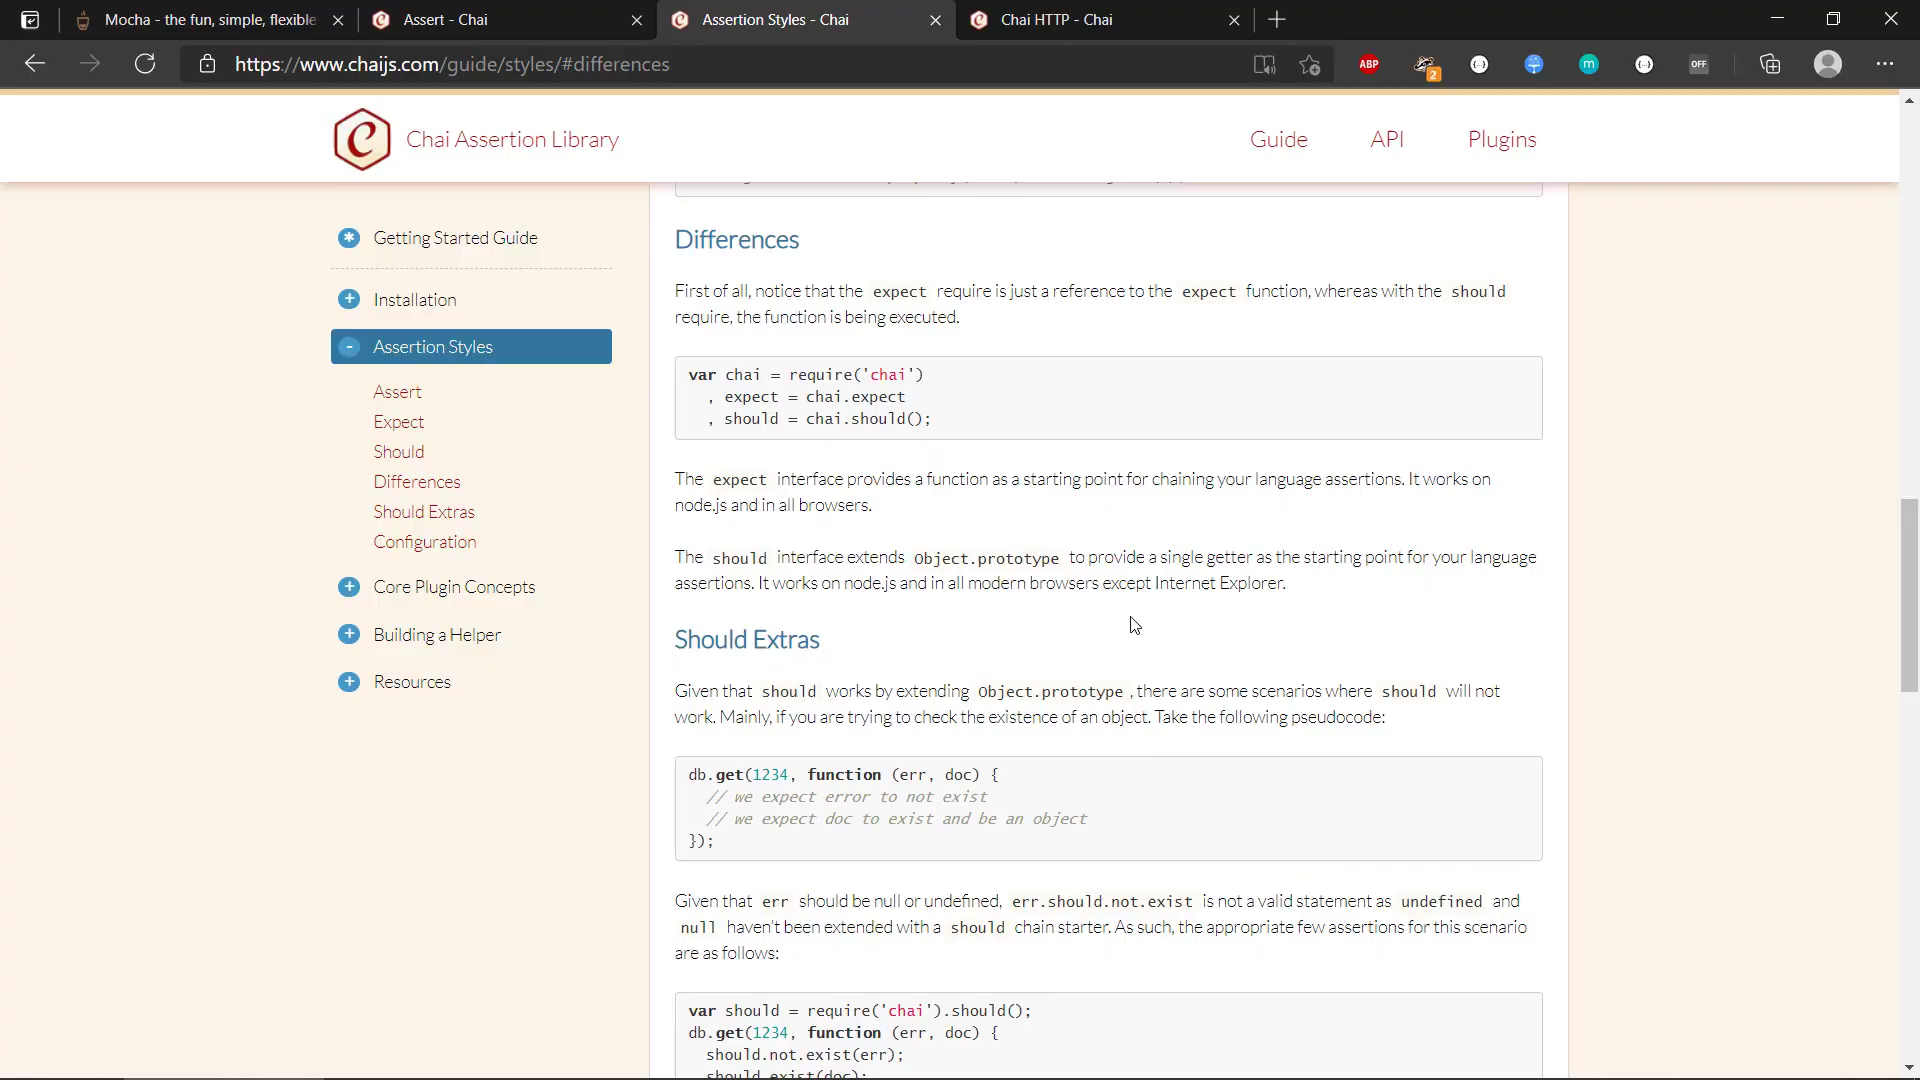 Mocha - the fun, simple, flexible
Assert - Chai
Assertion Styles - Chai
Chai HTTP - Chai
https://www.chaijs.com/guide/styles/#differences
ABP
2
m
OFF
Chai Assertion Library
Guide
API
Plugins
Getting Started Guide
Installation
Assertion Styles
Assert
Expect
Should
Differences
Should Extras
Configuration
Core Plugin Concepts
Building a Helper
Resources
Differences
First of all, notice that the expect require is just a reference to the expect function, whereas with the should
require, the function is being executed.
var chai = require('chai')
, expect = chai.expect
, should = chai.should();
The expect interface provides a function as a starting point for chaining your language assertions. It works on
node.js and in all browsers.
The should interface extends Object.prototype to provide a single getter as the starting point for your language
assertions. It works on node.js and in all modern browsers except Internet Explorer.
Should Extras
Given that should works by extending Object.prototype, there are some scenarios where should will not
work. Mainly, if you are trying to check the existence of an object. Take the following pseudocode:
db.get(1234, function (err, doc) {
// we expect error to not exist
// we expect doc to exist and be an object
});
Given that err should be null or undefined, err.should.not.exist is not a valid statement as undefined and
null haven't been extended with a should chain starter. As such, the appropriate few assertions for this scenario
are as follows:
var should = require('chai').should();
db.get(1234, function (err, doc) {
should.not.exist(err);
should.exist(doc);